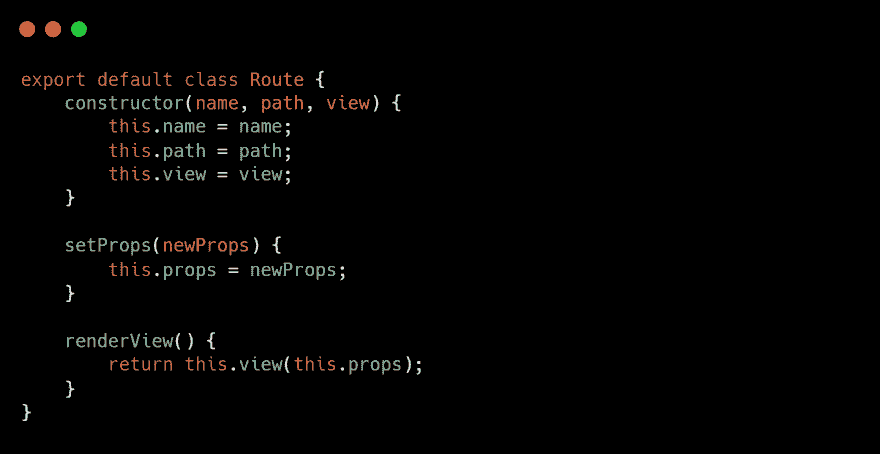 export default class Route {
    constructor(name, path, view) {
        this.name = name;
        this.path = path;
        this.view = view;
    }

    setProps(newProps) {
        this.props = newProps;
    }

    renderView() {
        return this.view(this.props);
    }
}